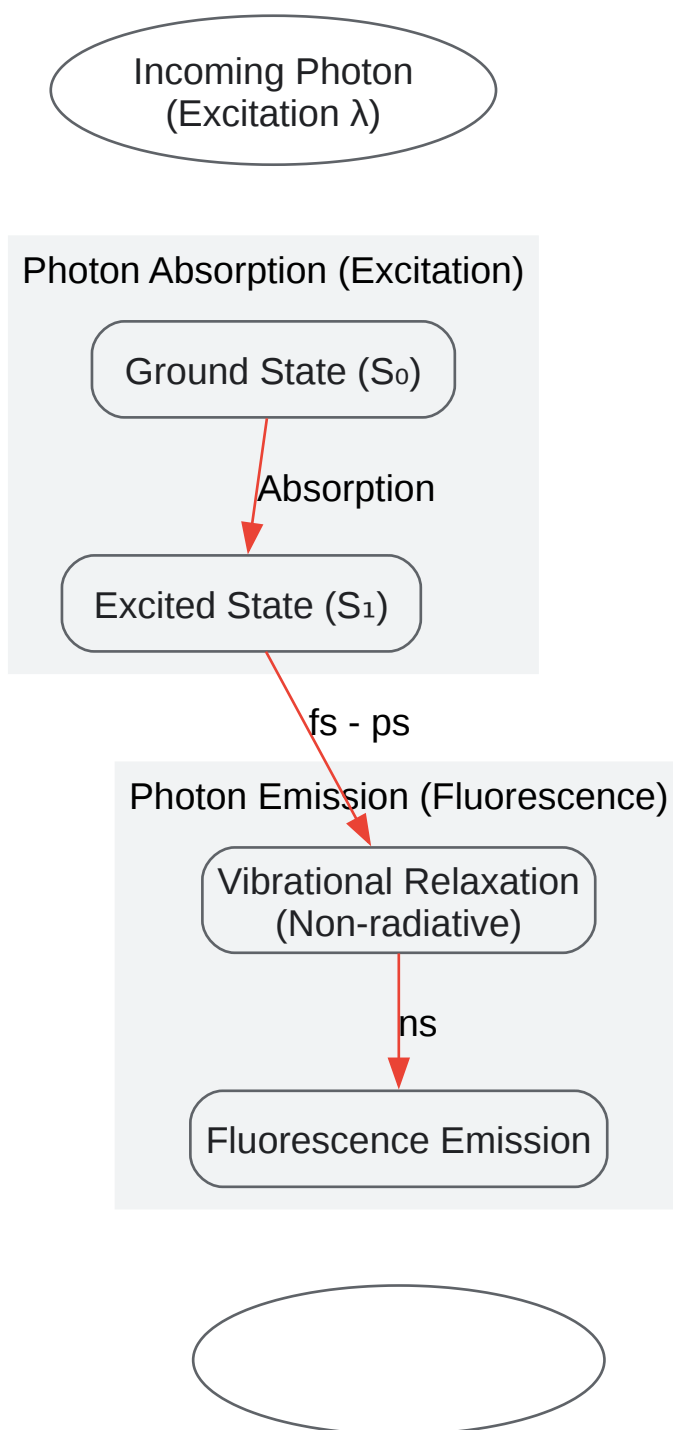 Incoming Photon
(Excitation λ)
Photon Absorption (Excitation)
Ground State (S₀)
Absorption
Excited State (S₁)
fs - ps
Photon Emission (Fluorescence)
Vibrational Relaxation
(Non-radiative)
ns
Fluorescence Emission